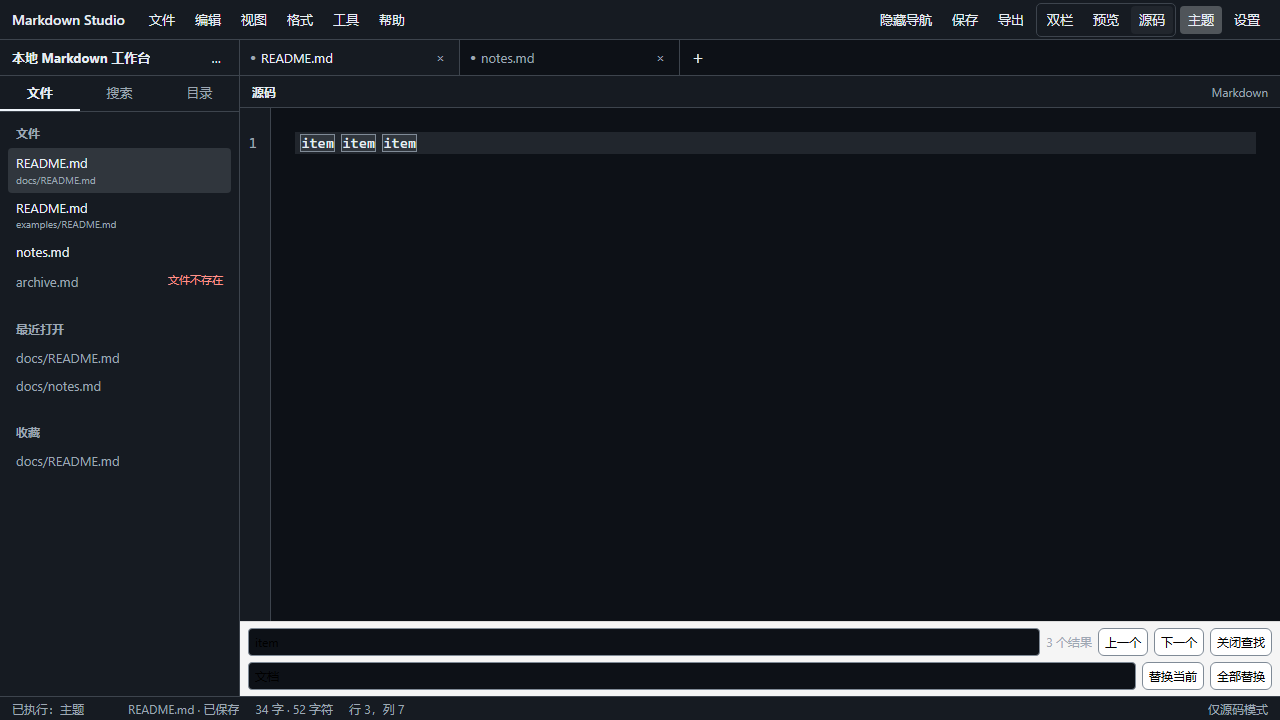 Markdown Studio 文件 编辑 视图 格式 工具 帮助 隐藏导航 保存 导出 双栏 预览 源码 主题 设置
本地 Markdown 工作台 ... • README.md × • notes.md × +
文件 搜索 目录
源码 Markdown
文件
README.md
docs/README.md
README.md
examples/README.md
notes.md
archive.md 文件不存在
最近打开
docs/README.md
docs/notes.md
收藏
docs/README.md
1 item item item
item 3 个结果 上一个 下一个 关闭查找
文档 替换当前 全部替换
已执行：主题 README.md · 已保存 34 字 · 52 字符 行 3，列 7 仅源码模式